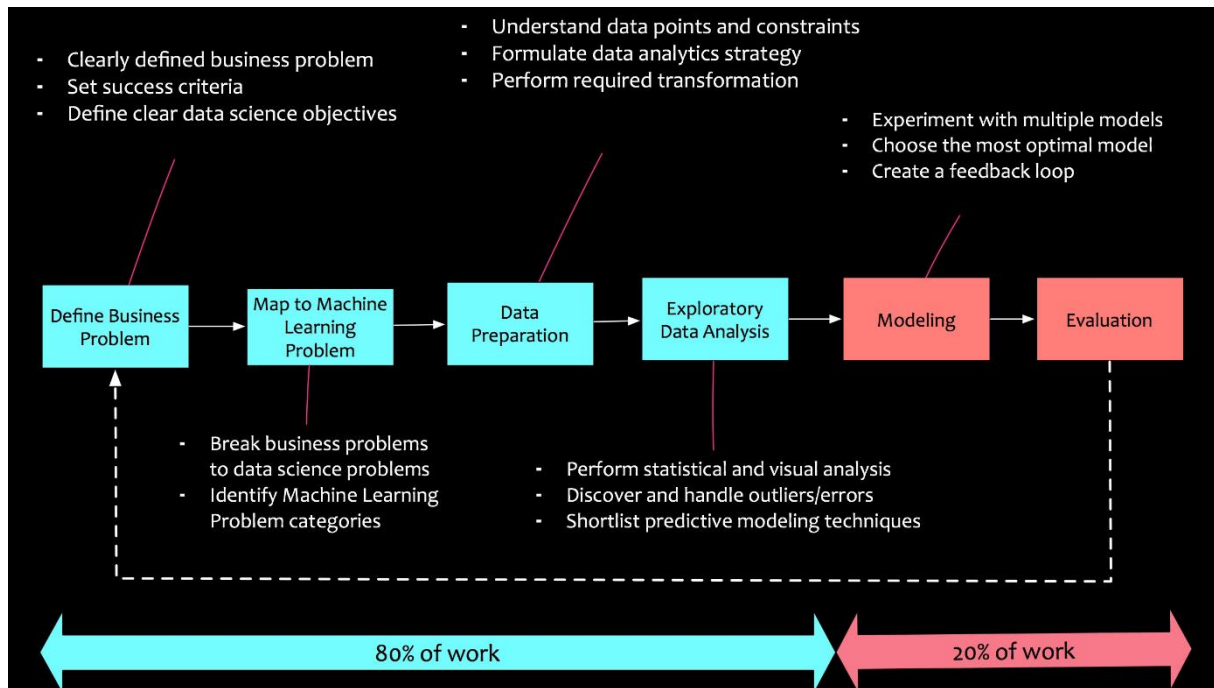 - Clearly defined business problem
- Set success criteria
- Define clear data science objectives
- Understand data points and constraints
- Formulate data analytics strategy
- Perform required transformation
- Experiment with multiple models
- Choose the most optimal model
- Create a feedback loop
Define Business
Problem
Map to Machine
Learning
Problem
Data
Preparation
Exploratory
Data Analysis
Modeling
Evaluation
- Break business problems
to data science problems
- Identify Machine Learning
Problem categories
- Perform statistical and visual analysis
- Discover and handle outliers/errors
- Shortlist predictive modeling techniques
80% of work
20% of work